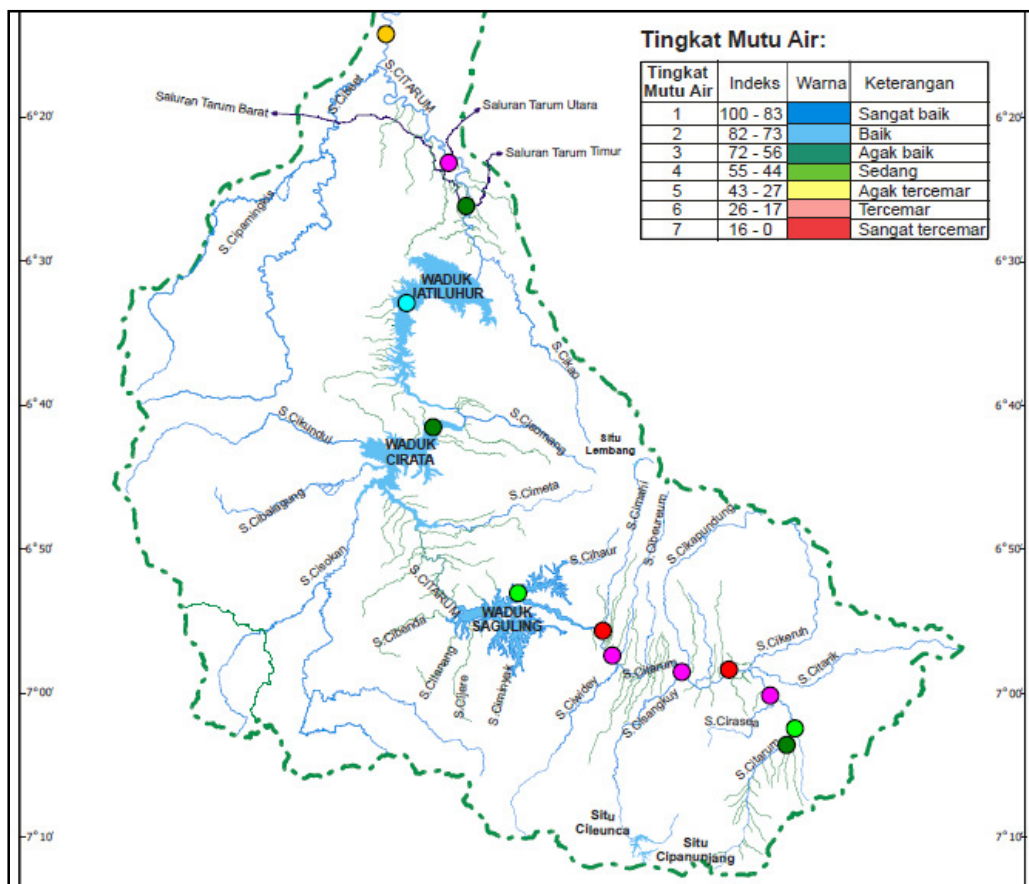 Tingkat Mutu Air:
Tingkat Mutu Air Indeks Warna Keterangan
1 100 - 83 Sangat baik
2 82 - 73 Baik
3 72 - 56 Agak baik
4 55 - 44 Sedang
5 43 - 27 Agak tercemar
6 26 - 17 Tercemar
7 16 - 0 Sangat tercemar
S.Cibeet
S.CITARUM
Saluran Tarum Barat
Saluran Tarum Utara
6°20'
6°20'
Saluran Tarum Timur
S.Cipamingkis
6°30'
6°30'
WADUK
JATILUHUR
S.Cikao
6°40'
6°40'
S.Cikundul
S.Cisomang
Situ
Lembang
WADUK
CIRATA
S.Cibalagung
S.Cimeta
S.Cimahi
S.Cibeureum
S.Cikapundung
6°50'
6°50'
S.Cisokan
S.Cihaur
S.CITARUM
WADUK
SAGULING
S.Cibanda
S.Cikeruh
S.Citarik
S.Cilanang
S.Cijere
S.Cimınyak
S.Ciwidey
S.Citarum
S.Cisangkuy
7°00'
7°00'
S.Cirasea
S.Citarum
Situ
Cileunca
7°10'
7°10'
Situ
Cipanunjang